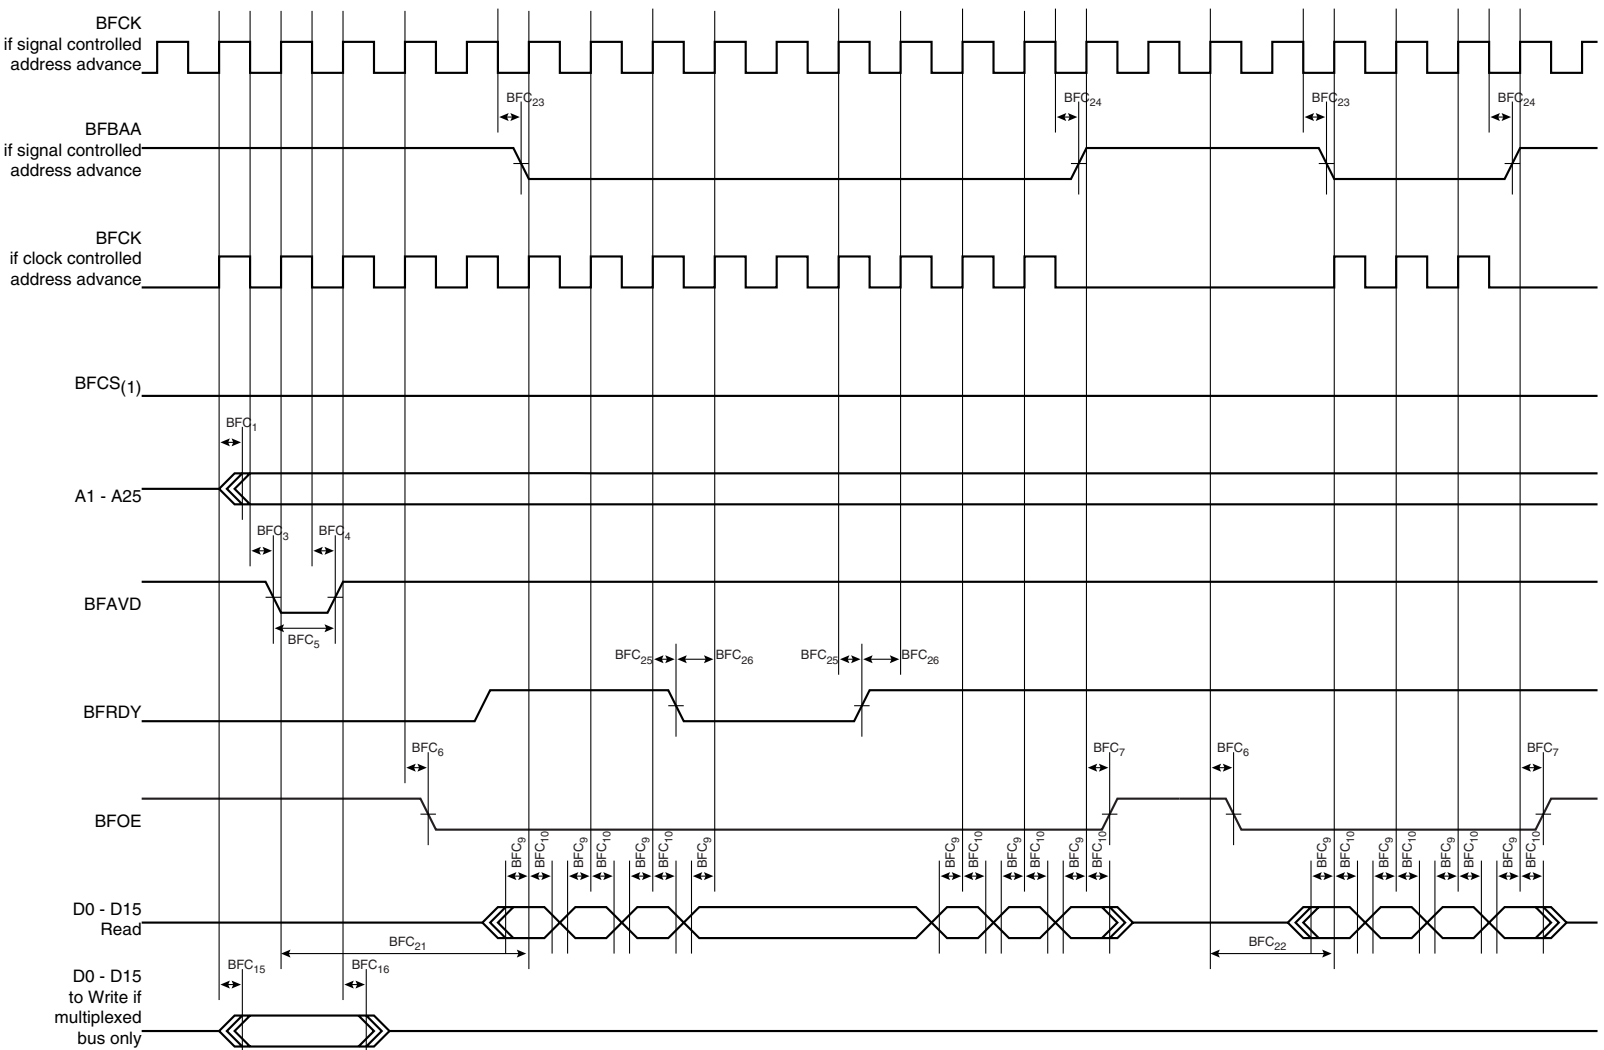 BFCK
if signal controlled
address advance
BFC23 BFC24 BFC23 BFC24
BFBAA
if signal controlled
address advance
BFCK
if clock controlled
address advance
BFCS(1)
BFC1
A1 - A25
BFC3 BFC4
BFAVD
BFC5
BFC25 BFC26 BFC25 BFC26
BFRDY
BFC6 BFC7 BFC6 BFC7
BFOE
BFC9 BFC10 BFC9 BFC10 BFC9 BFC10 BFC9 BFC9 BFC10 BFC9 BFC10 BFC9 BFC10 BFC9 BFC10 BFC9 BFC10 BFC9 BFC10 BFC9 BFC10
D0 - D15
Read
BFC21 BFC22
BFC15 BFC16
D0 - D15
to Write if
multiplexed
bus only